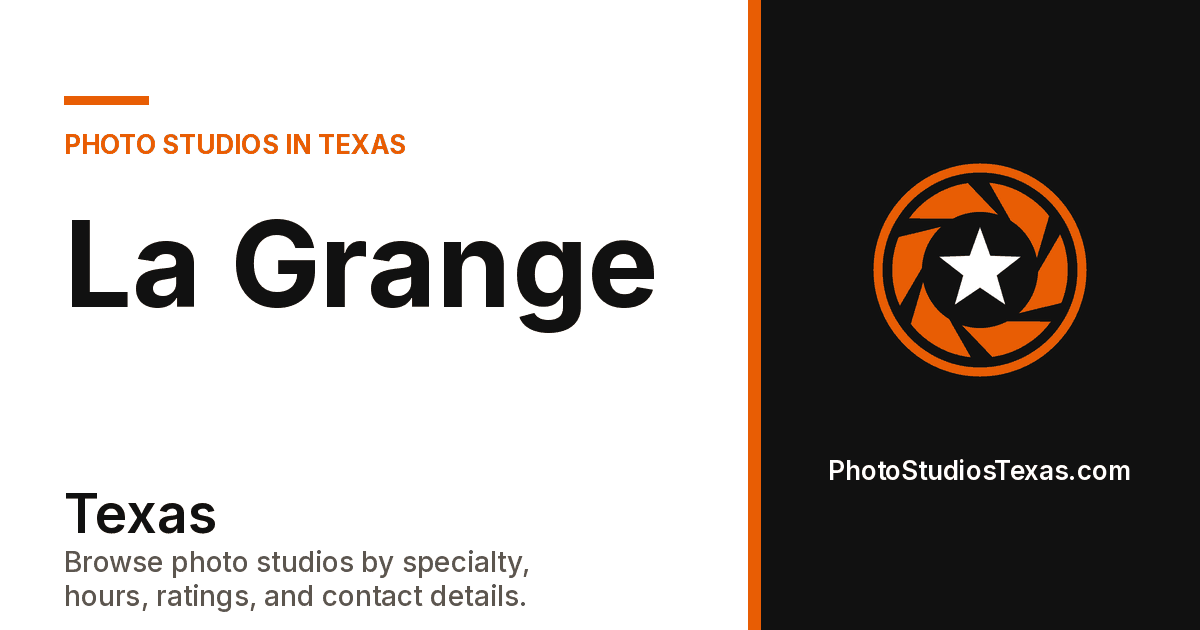 PHOTO STUDIOS IN TEXAS
La Grange
Texas
Browse photo studios by specialty,
hours, ratings, and contact details.
PhotoStudiosTexas.com